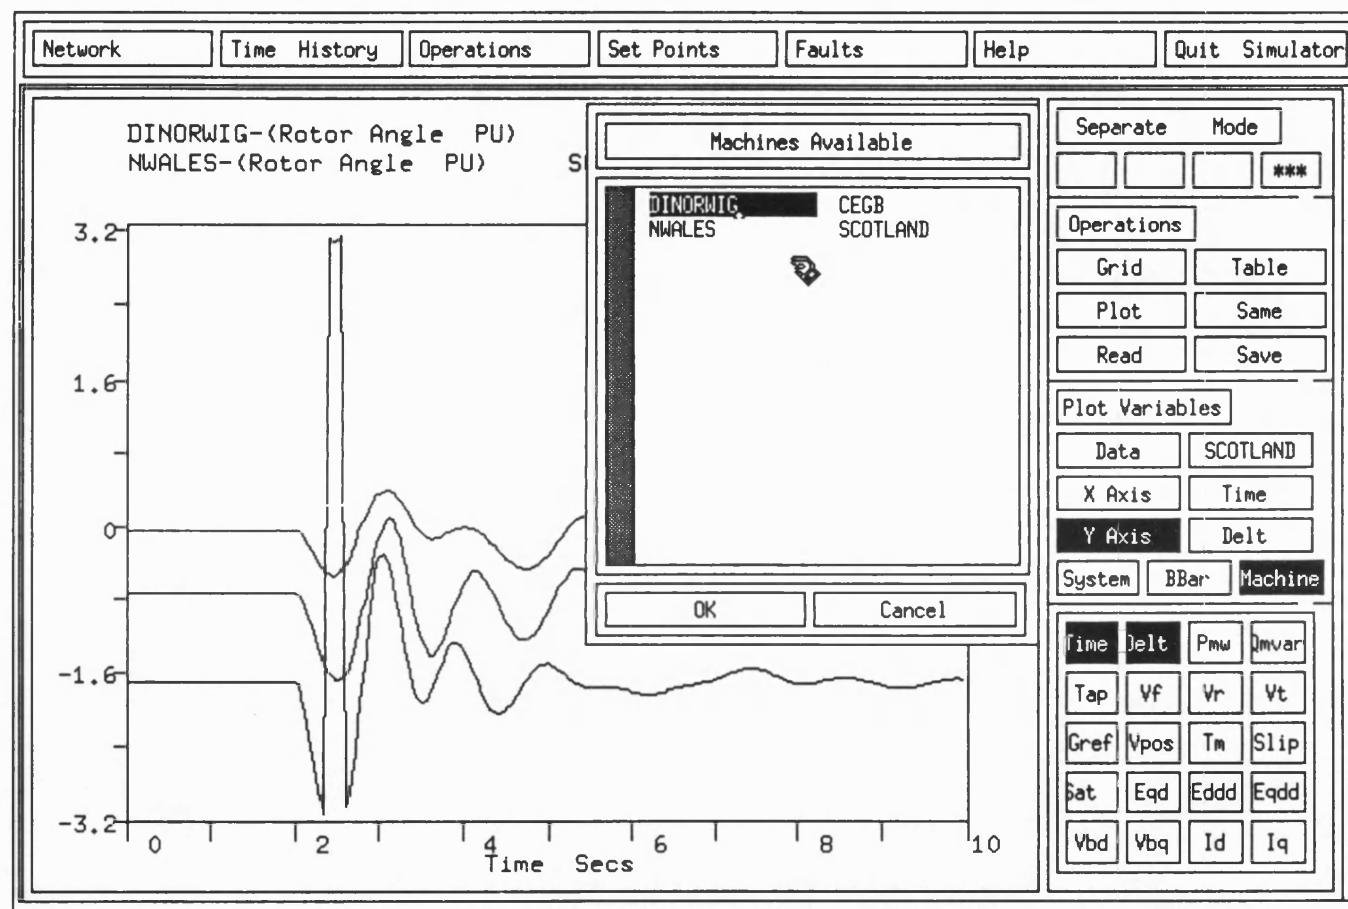 Network Time History Operations Set Points Faults Help Quit Simulator
DINORWIG-(Rotor Angle PU)
NWALES-(Rotor Angle PU) S
3.2
1.6
0
-1.6
-3.2
0 2 4 6 8 10
Time Secs
Machines Available
DINORWIG CEGB
NWALES SCOTLAND
OK Cancel
Separate Mode
***
Operations
Grid Table
Plot Same
Read Save
Plot Variables
Data SCOTLAND
X Axis Time
Y Axis Delt
System BBar Machine
Time Delt Pmw Qmvar
Tap Vf Vr Vt
Gref Vpos Tm Slip
Sat Eqd Eddd Eqdd
Vbd Vbq Id Iq